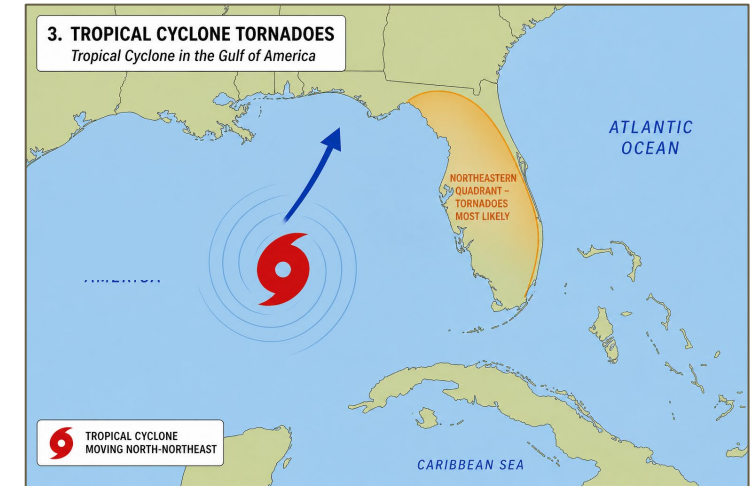 3. TROPICAL CYCLONE TORNADOES
Tropical Cyclone in the Gulf of America
ATLANTIC
OCEAN
NORTHEASTERN
QUADRANT –
TORNADOES
MOST LIKELY
TROPICAL CYCLONE
MOVING NORTH-NORTHEAST
CARIBBEAN SEA